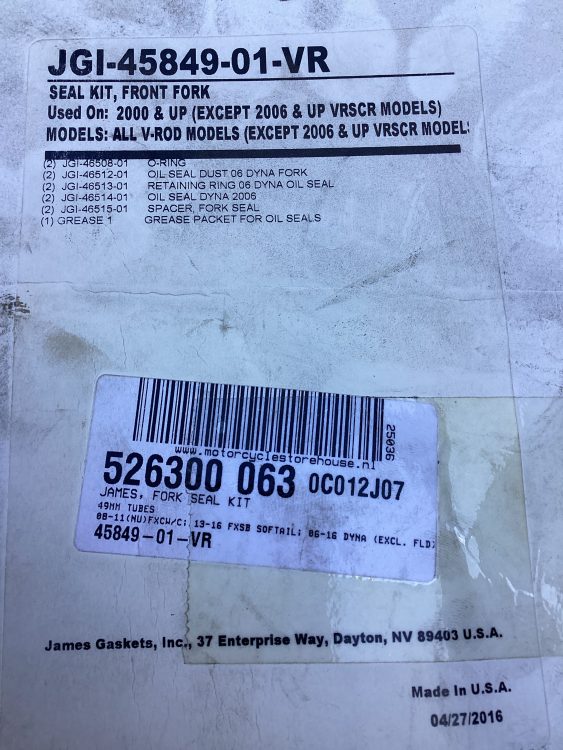 JGI-45849-01-VR
SEAL KIT, FRONT FORK
Used On: 2000 & UP (EXCEPT 2006 & UP VRSCR MODELS)
MODELS: ALL V-ROD MODELS (EXCEPT 2006 & UP VRSCR MODEL
(2) JGI-46508-01 O-RING
(2) JGI-46512-01 OIL SEAL DUST 06 DYNA FORK
(2) JGI-46513-01 RETAINING RING 06 DYNA OIL SEAL
(2) JGI-46514-01 OIL SEAL DYNA 2006
(2) JGI-46515-01 SPACER, FORK SEAL
(1) GREASE 1 GREASE PACKET FOR OIL SEALS
25036
www.motorcyclestorehouse.nl
526300 063 0C012J07
JAMES, FORK SEAL KIT
49MM TUBES
08-11(NU)FXCW/C; 13-16 FXSB SOFTAIL; 06-16 DYNA (EXCL. FLD)
45849-01-VR
James Gaskets, Inc., 37 Enterprise Way, Dayton, NV 89403 U.S.A.
Made In U.S.A.
04/27/2016